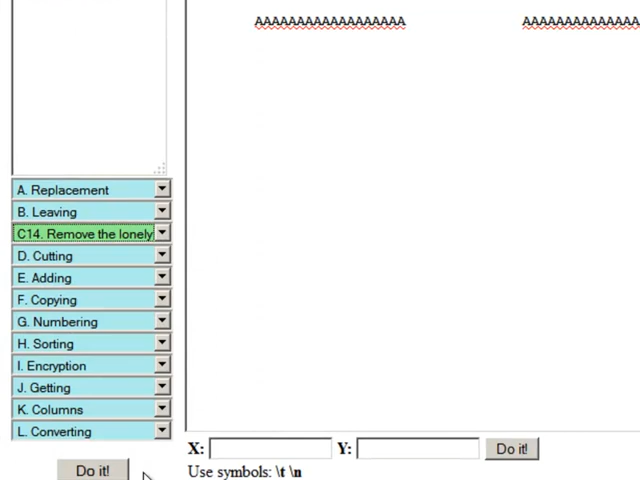 AAAAAAAAAAAAAAAAAA AAAAAAAAAAAAAA
A. Replacement
B. Leaving
C14. Remove the lonely
D. Cutting
E. Adding
F. Copying
G. Numbering
H. Sorting
I. Encryption
J. Getting
K. Columns
L. Converting
X: Y: Do it!
Do it! Use symbols: \t \n